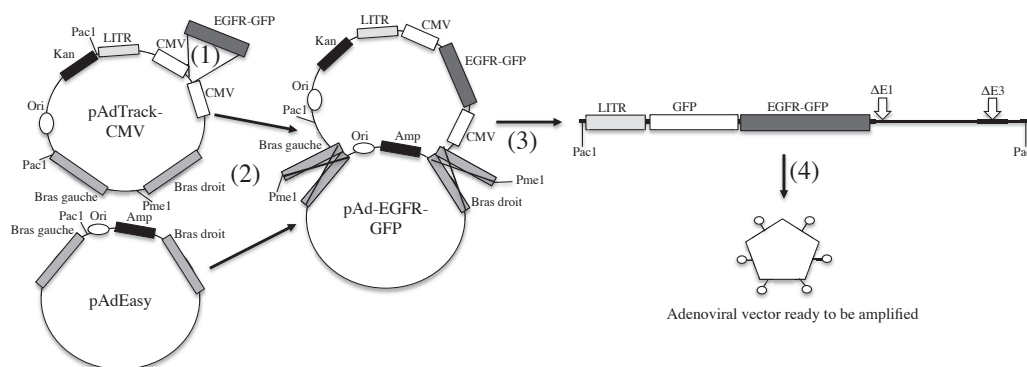 EGFR-GFP
Pac1
LITR
CMV
(1)
Kan
Ori
CMV
pAdTrack-
CMV
Pac1
Bras gauche
Pme1
Bras droit
(2)
Pac1
Ori
Amp
Bras gauche
Bras droit
pAdEasy
LITR
CMV
Kan
EGFR-GFP
Ori
Pac1
CMV
Bras gauche
Ori
Amp
Pme1
Pme1
Bras droit
pAd-EGFR-
GFP
(3)
ΔE1
ΔE3
LITR
GFP
EGFR-GFP
Pac1
Pa
(4)
Adenoviral vector ready to be amplified